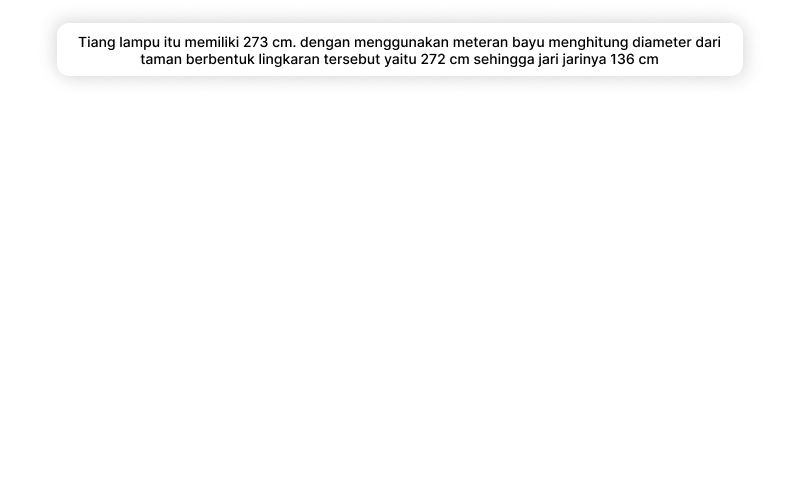 Tiang lampu itu memiliki 273 cm. dengan menggunakan meteran bayu menghitung diameter dari
taman berbentuk lingkaran tersebut yaitu 272 cm sehingga jari jarinya 136 cm